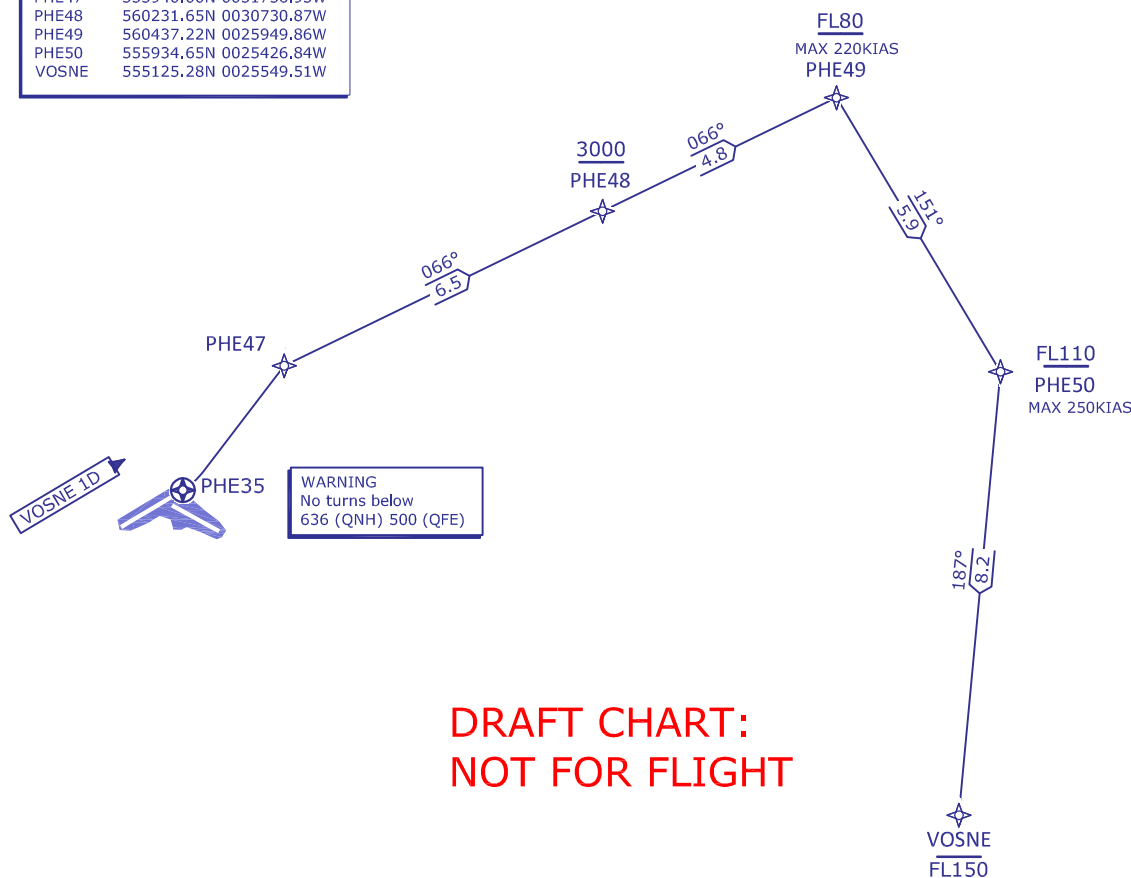 PHE48 560231.65N 0030730.87W
PHE49 560437.22N 0025949.86W
PHE50 555934.65N 0025426.84W
VOSNE 555125.28N 0025549.51W
FL80
MAX 220KIAS
PHE49
066°
4.8
3000
PHE48
151°
5.9
066°
6.5
PHE47
FL110
PHE50
MAX 250KIAS
VOSNE 1D
PHE35
WARNING
No turns below
636 (QNH) 500 (QFE)
187°
8.2
DRAFT CHART:
NOT FOR FLIGHT
VOSNE
FL150